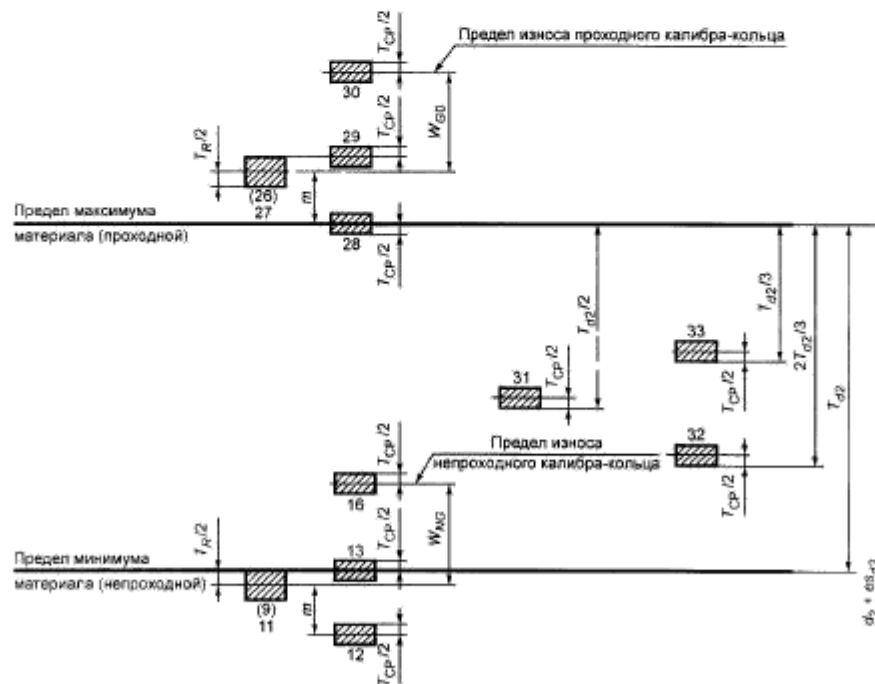 T_CP/2
Предел износа проходного калибра-кольца
30
T_CP/2
W_G0
29
T_R/2
(26)
27
m
Предел максимума
материала (проходной)
28
T_CP/2
T_d2/2
T_d2/3
2T_d2/3
T_d2
33
T_CP/2
31
T_CP/2
32
T_CP/2
Предел износа
непроходного калибра-кольца
T_CP/2
16
W_NG
T_CP/2
13
T_R/2
Предел минимума
материала (непроходной)
(9)
11
m
12
T_CP/2